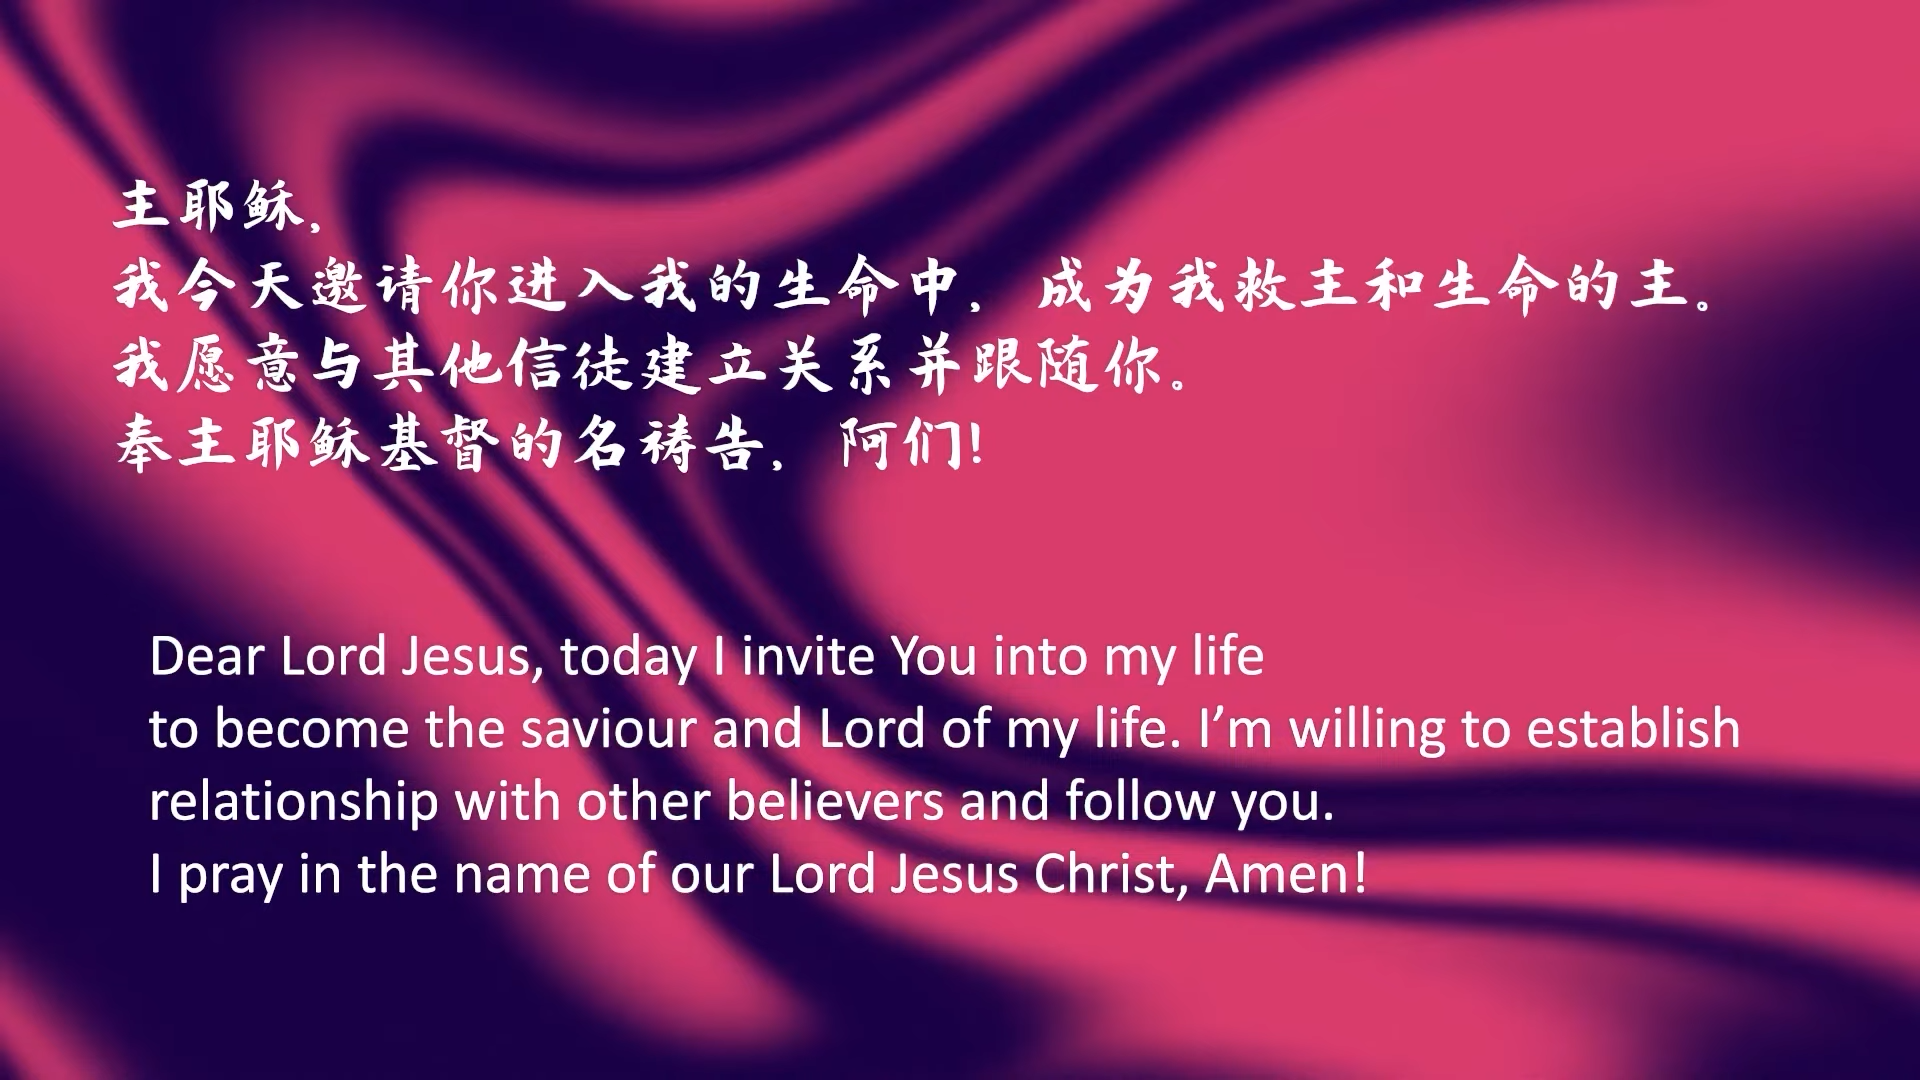 主耶稣，
我今天邀请你进入我的生命中，成为我救主和生命的主。
我愿意与其他信徒建立关系并跟随你。
奉主耶稣基督的名祷告，阿们!
Dear Lord Jesus, today I invite You into my life
to become the saviour and Lord of my life. I’m willing to establish
relationship with other believers and follow you.
I pray in the name of our Lord Jesus Christ, Amen!